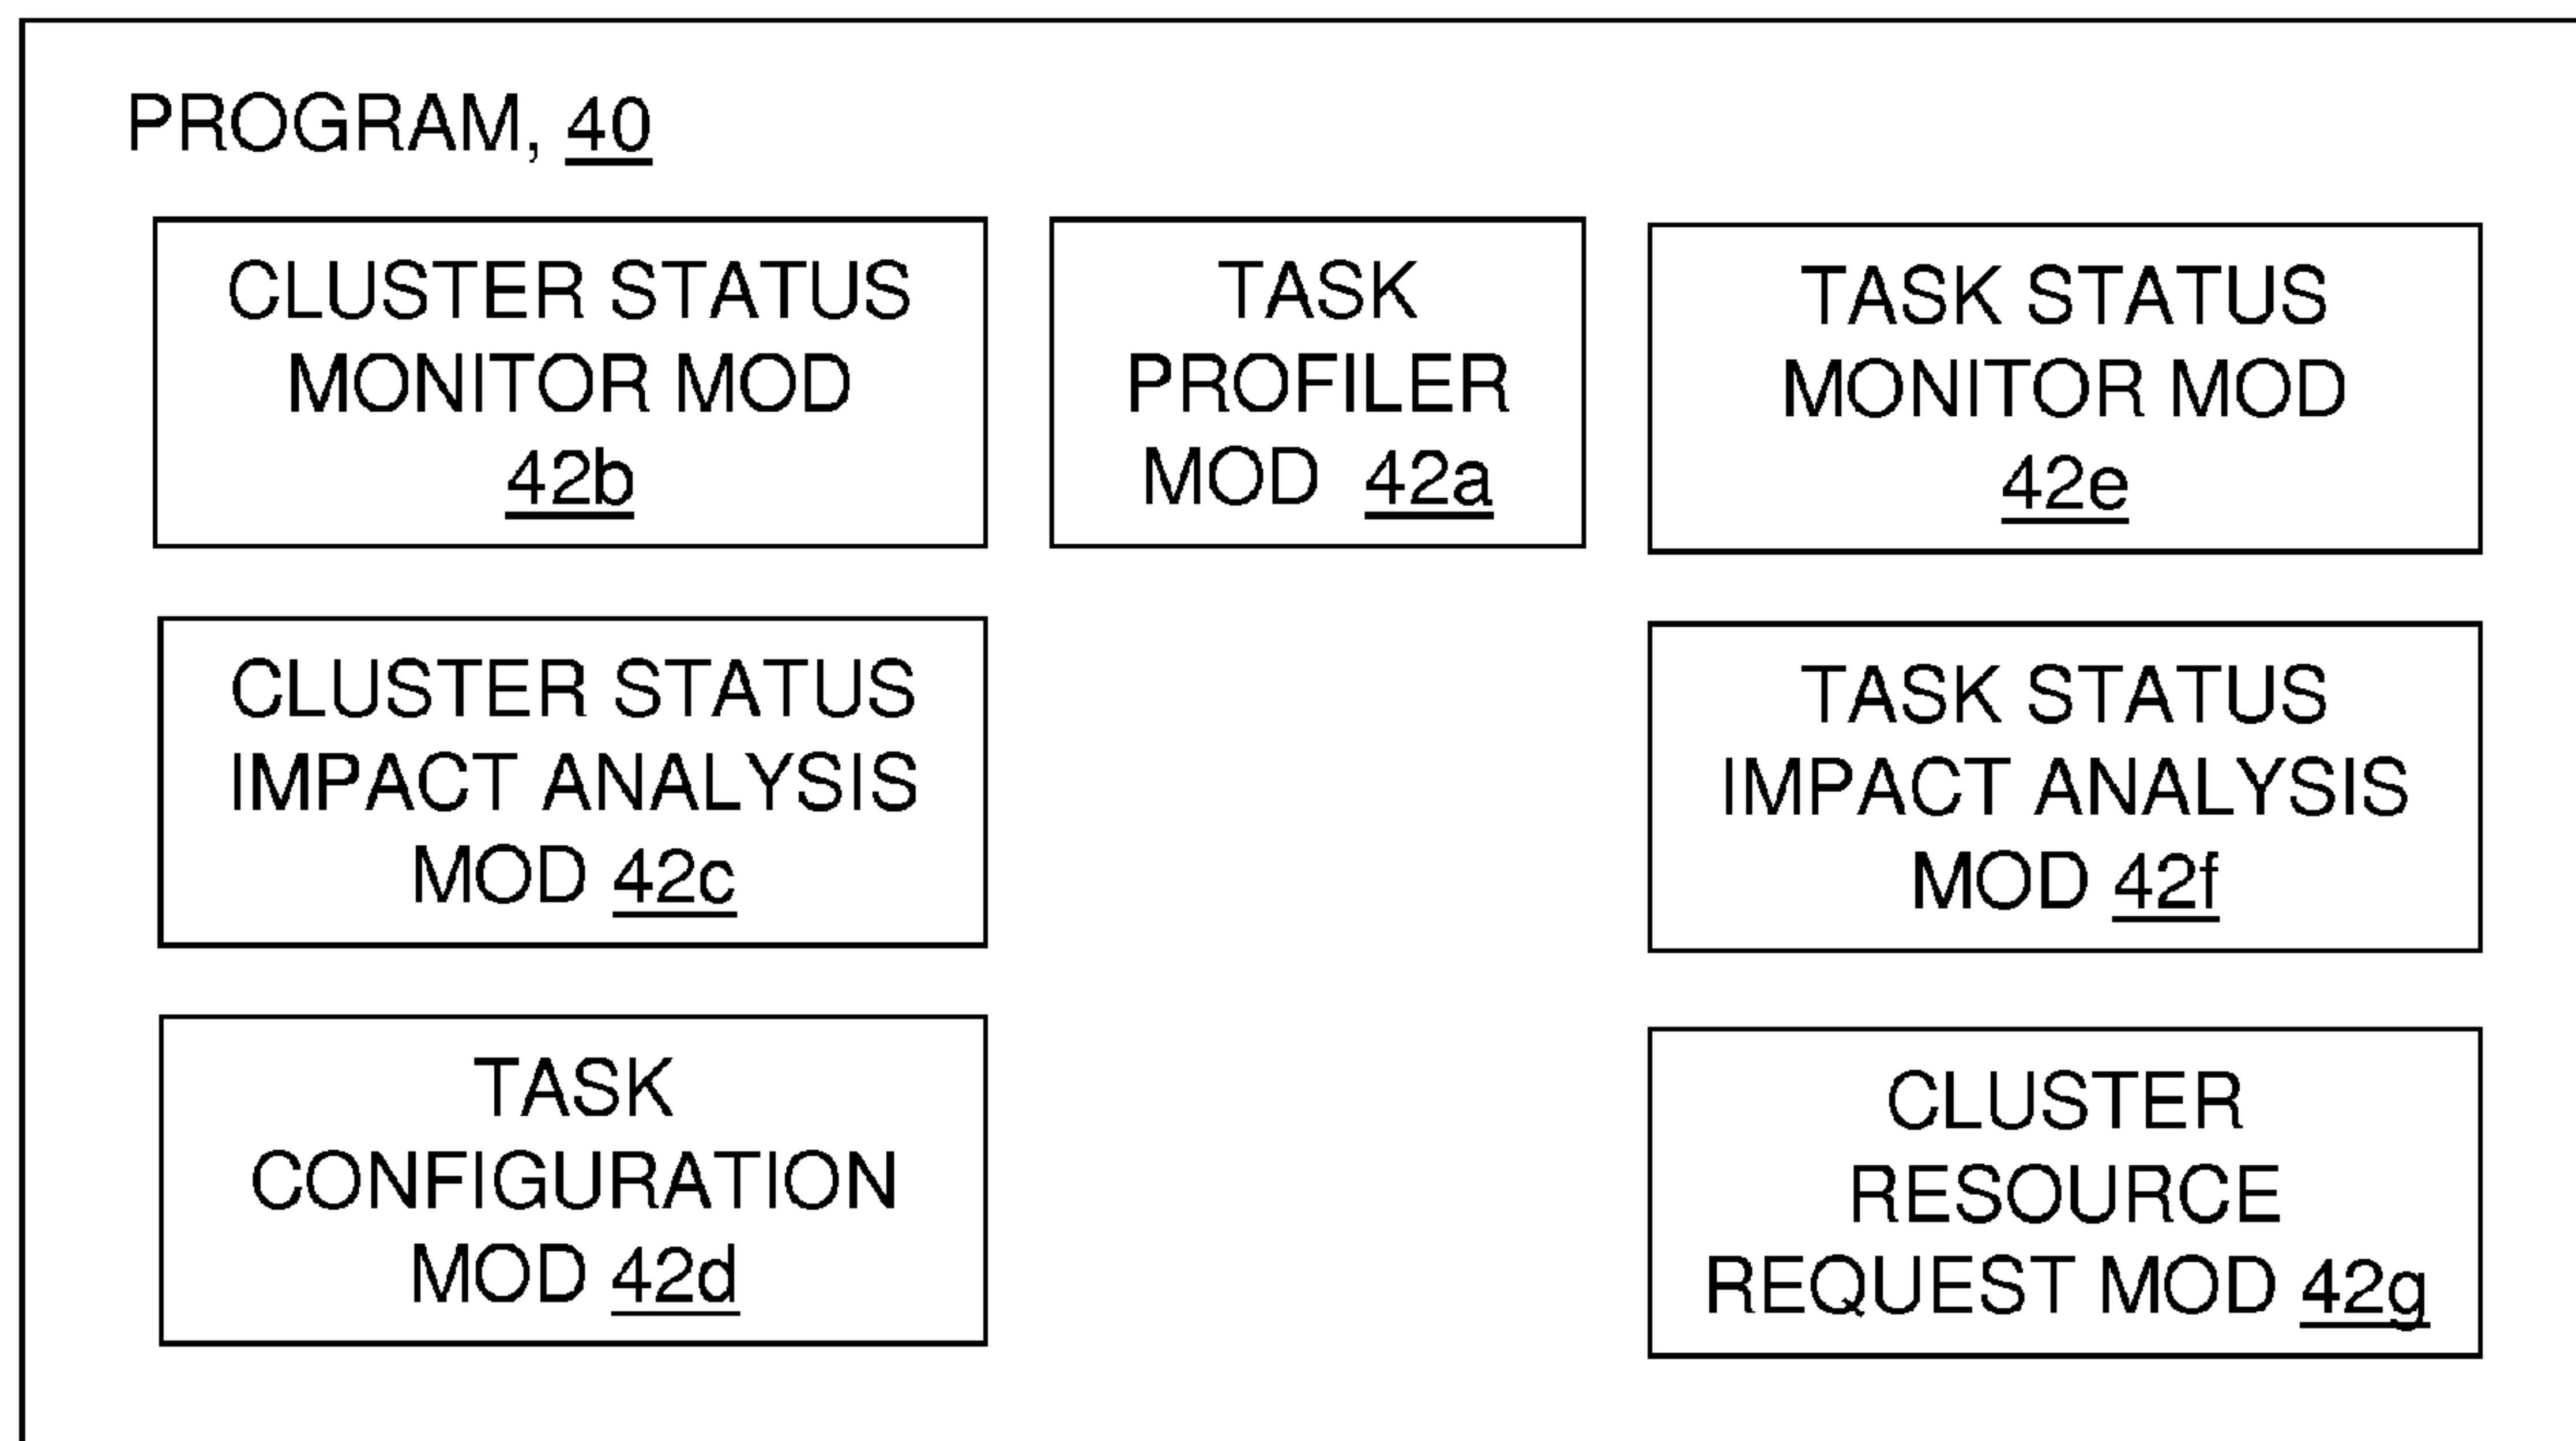 PROGRAM, 40
CLUSTER STATUS
MONITOR MOD
42b
TASK
PROFILER
MOD 42a
TASK STATUS
MONITOR MOD
42e
CLUSTER STATUS
IMPACT ANALYSIS
MOD 42c
TASK STATUS
IMPACT ANALYSIS
MOD 42f
TASK
CONFIGURATION
MOD 42d
CLUSTER
RESOURCE
REQUEST MOD 42g